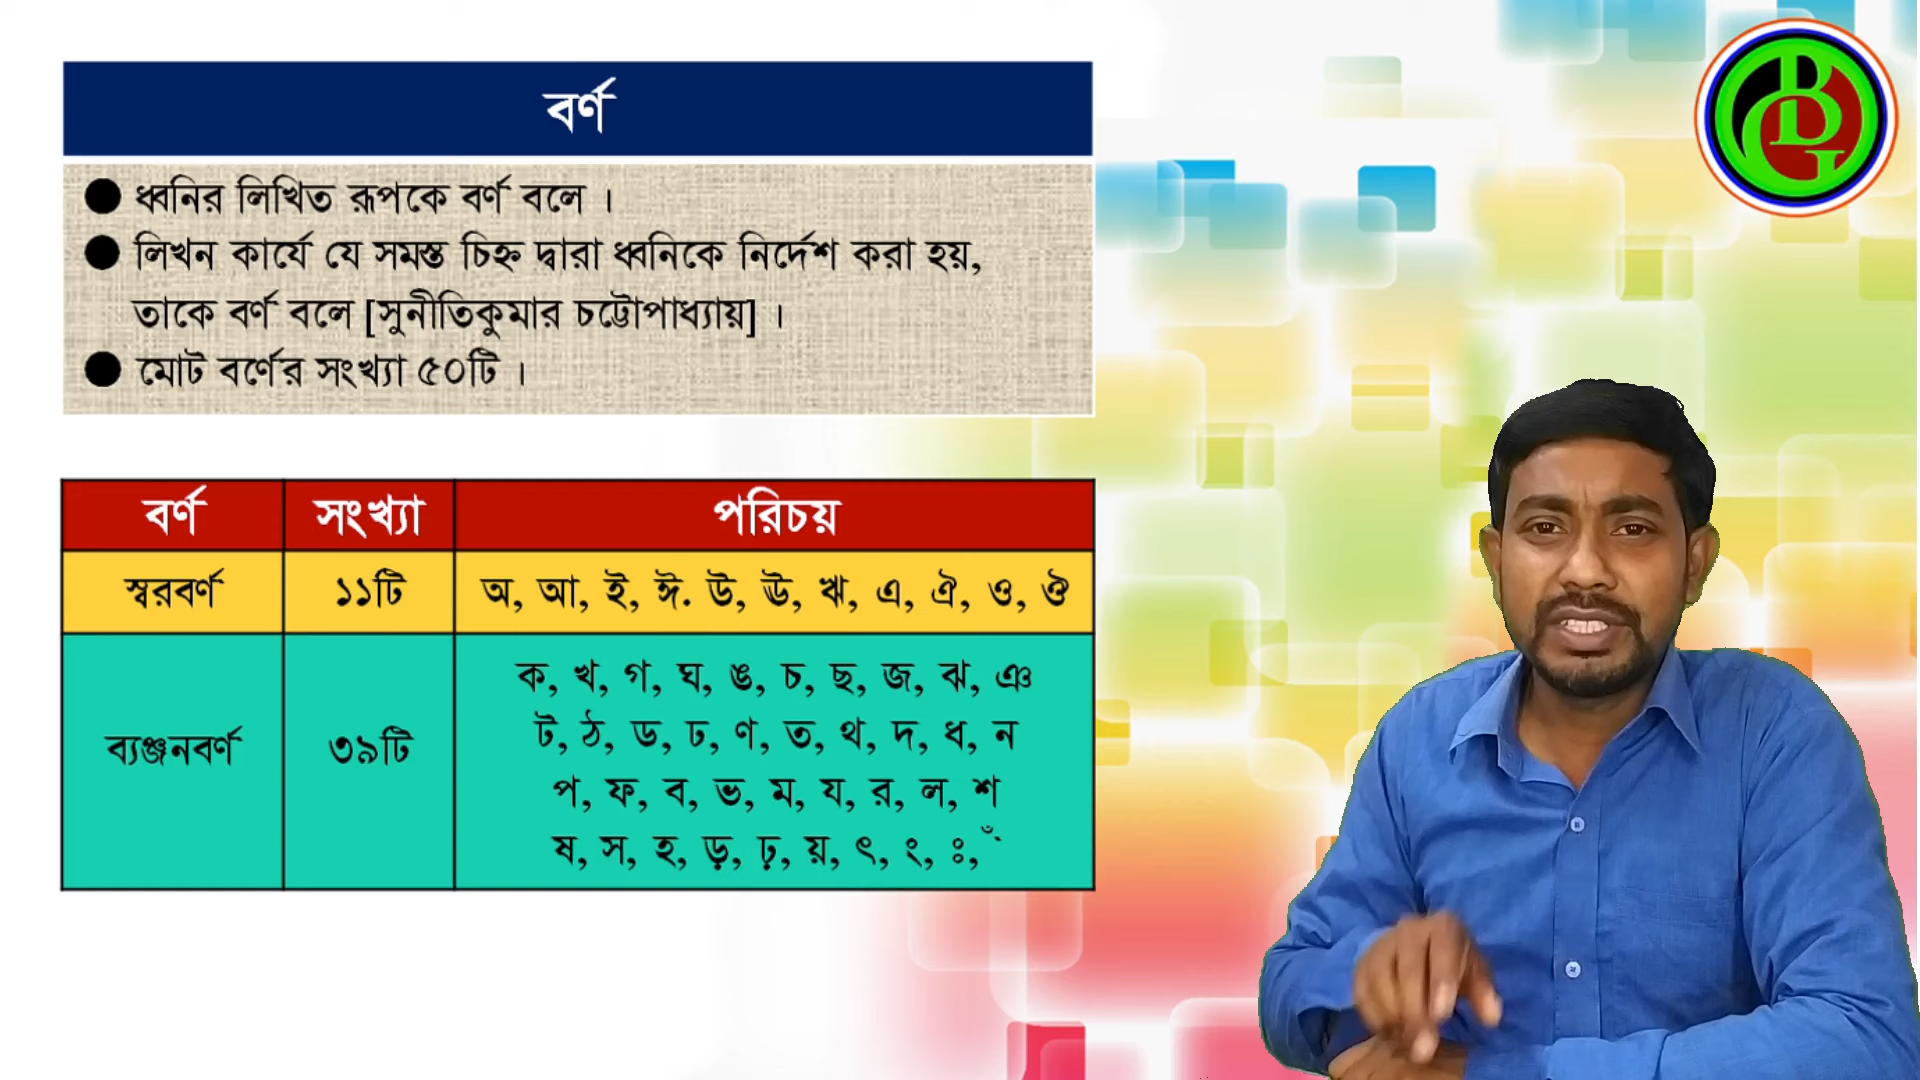 বর্ণ
● ধ্বনির লিখিত রূপকে বর্ণ বলে ।
● লিখন কার্যে যে সমস্ত চিহ্ন দ্বারা ধ্বনিকে নির্দেশ করা হয়,
তাকে বর্ণ বলে [সুনীতিকুমার চট্টোপাধ্যায়] ।
● মোট বর্ণের সংখ্যা ৫০টি ।
বর্ণ সংখ্যা পরিচয়
স্বরবর্ণ ১১টি অ, আ, ই, ঈ. উ, ঊ, ঋ, এ, ঐ, ও, ঔ
ব্যঞ্জনবর্ণ ৩৯টি ক, খ, গ, ঘ, ঙ, চ, ছ, জ, ঝ, ঞ
ট, ঠ, ড, ঢ, ণ, ত, থ, দ, ধ, ন
প, ফ, ব, ভ, ম, য, র, ল, শ
ষ, স, হ, ড়, ঢ়, য়, ৎ, ং, ঃ, ঁ
BG